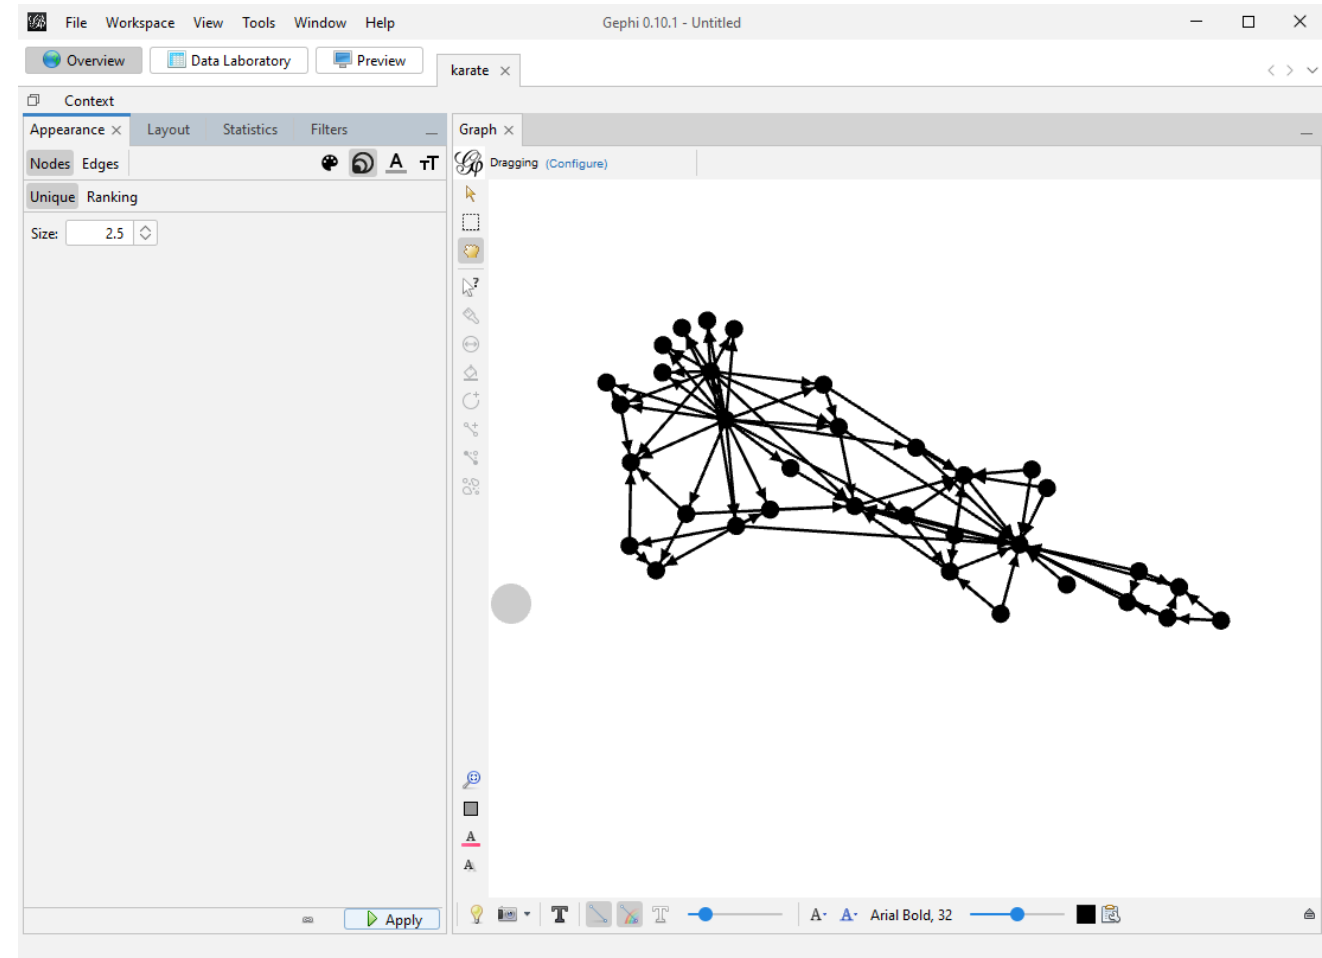 File Workspace View Tools Window Help Gephi 0.10.1 - Untitled
Overview Data Laboratory Preview karate
Context
Appearance Layout Statistics Filters Graph
Nodes Edges A TT Dragging (Configure)
Unique Ranking
Size: 2.5
?
A
A
Apply T T A- A- Arial Bold, 32